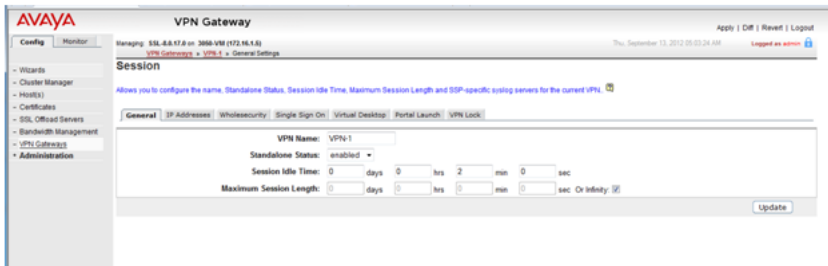 AVAYA
VPN Gateway
Apply | Diff | Revert | Logout
Config Monitor
Managing: SSL-8.0.17.0 on 3050-VM (172.16.1.5)
Thu, September 13, 2012 05:03:24 AM
Logged as admin
VPN Gateways » VPN-1 » General Settings
Session
Allows you to configure the name, Standalone Status, Session Idle Time, Maximum Session Length and SSP-specific syslog servers for the current VPN.
– Wizards
– Cluster Manager
– Host(s)
– Certificates
– SSL Offload Servers
– Bandwidth Management
– VPN Gateways
+ Administration
General IP Addresses Wholesecurity Single Sign On Virtual Desktop Portal Launch VPN Lock
VPN Name: VPN-1
Standalone Status: enabled
Session Idle Time: 0 days 0 hrs 2 min 0 sec
Maximum Session Length: 0 days 0 hrs 0 min 0 sec Or Infinity:
Update